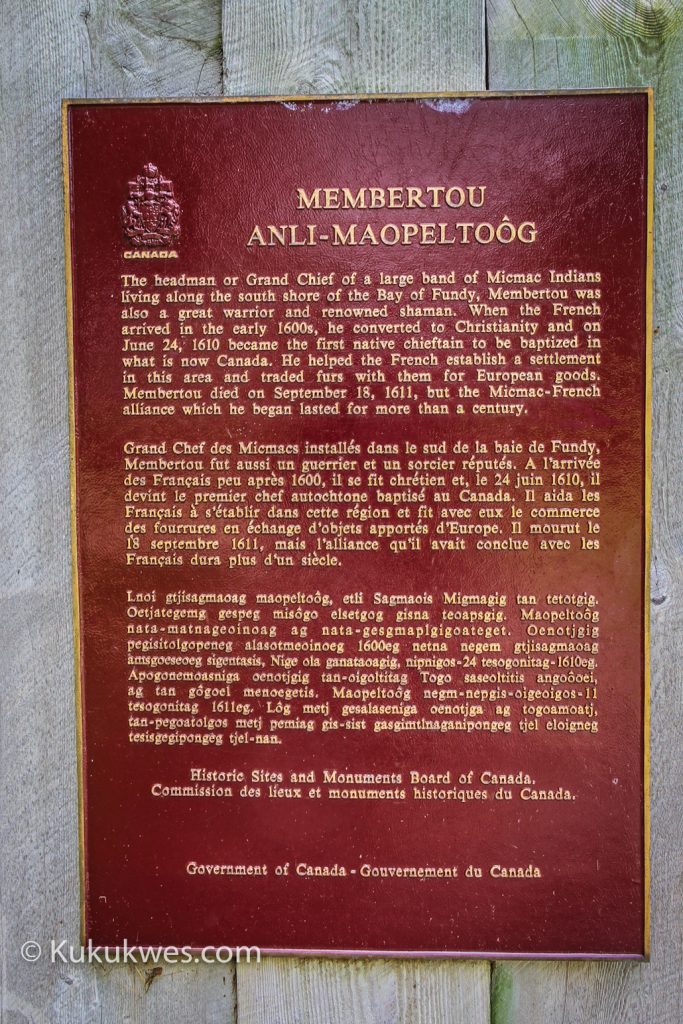 CANADA
MEMBERTOU
ANLI-MAOPELTOÔG
The headman or Grand Chief of a large band of Micmac Indians
living along the south shore of the Bay of Fundy, Membertou was
also a great warrior and renowned shaman. When the French
arrived in the early 1600s, he converted to Christianity and on
June 24, 1610 became the first native chieftain to be baptized in
what is now Canada. He helped the French establish a settlement
in this area and traded furs with them for European goods.
Membertou died on September 18, 1611, but the Micmac-French
alliance which he began lasted for more than a century.
Grand Chef des Micmacs installés dans le sud de la baie de Fundy,
Membertou fut aussi un guerrier et un sorcier réputés. A l'arrivée
des Français peu après 1600, il se fit chrétien et, le 24 juin 1610, il
devint le premier chef autochtone baptisé au Canada. Il aida les
Français à s'établir dans cette région et fit avec eux le commerce
des fourrures en échange d'objets apportés d'Europe. Il mourut le
18 septembre 1611, mais l'alliance qu'il avait conclue avec les
Français dura plus d'un siècle.
Lnoi gtjisagmaoag maopeltoôg, etli Sagmaois Migmagig tan tetotgig.
Oetjategemg gespeg misôgo elsetgog gisna teoapsgig. Maopeltoôg
nata-matnageoinoag ag nata-gesgmaplgigoateget. Oenotjgig
pegisitolgopeneg alasotmeoinoeg 1600eg netna negem gtjisagmaoag
amsgoeseoeg sigentasis, Nige ola ganataoagig, nipnigos-24 tesogonitag-1610eg.
Apogonemoasniga oenotjgig tan-oigoltitag Togo saseoltitis angoôoei,
ag tan gôgoei menoegetis. Maopeltoôg negm-nepgis-oigeoigos-11
tesogonitag 1611eg. Lôg metj gesalaseniga oenotjga ag togoamoatj,
tan-pegoatolgos metj pemiag gis-sist gasgimtlnaganipongeg tjel eloigneg
tesisgegipongeg tjel-nan.
Historic Sites and Monuments Board of Canada.
Commission des lieux et monuments historiques du Canada.
Government of Canada - Gouvernement du Canada
© Kukukwes.com